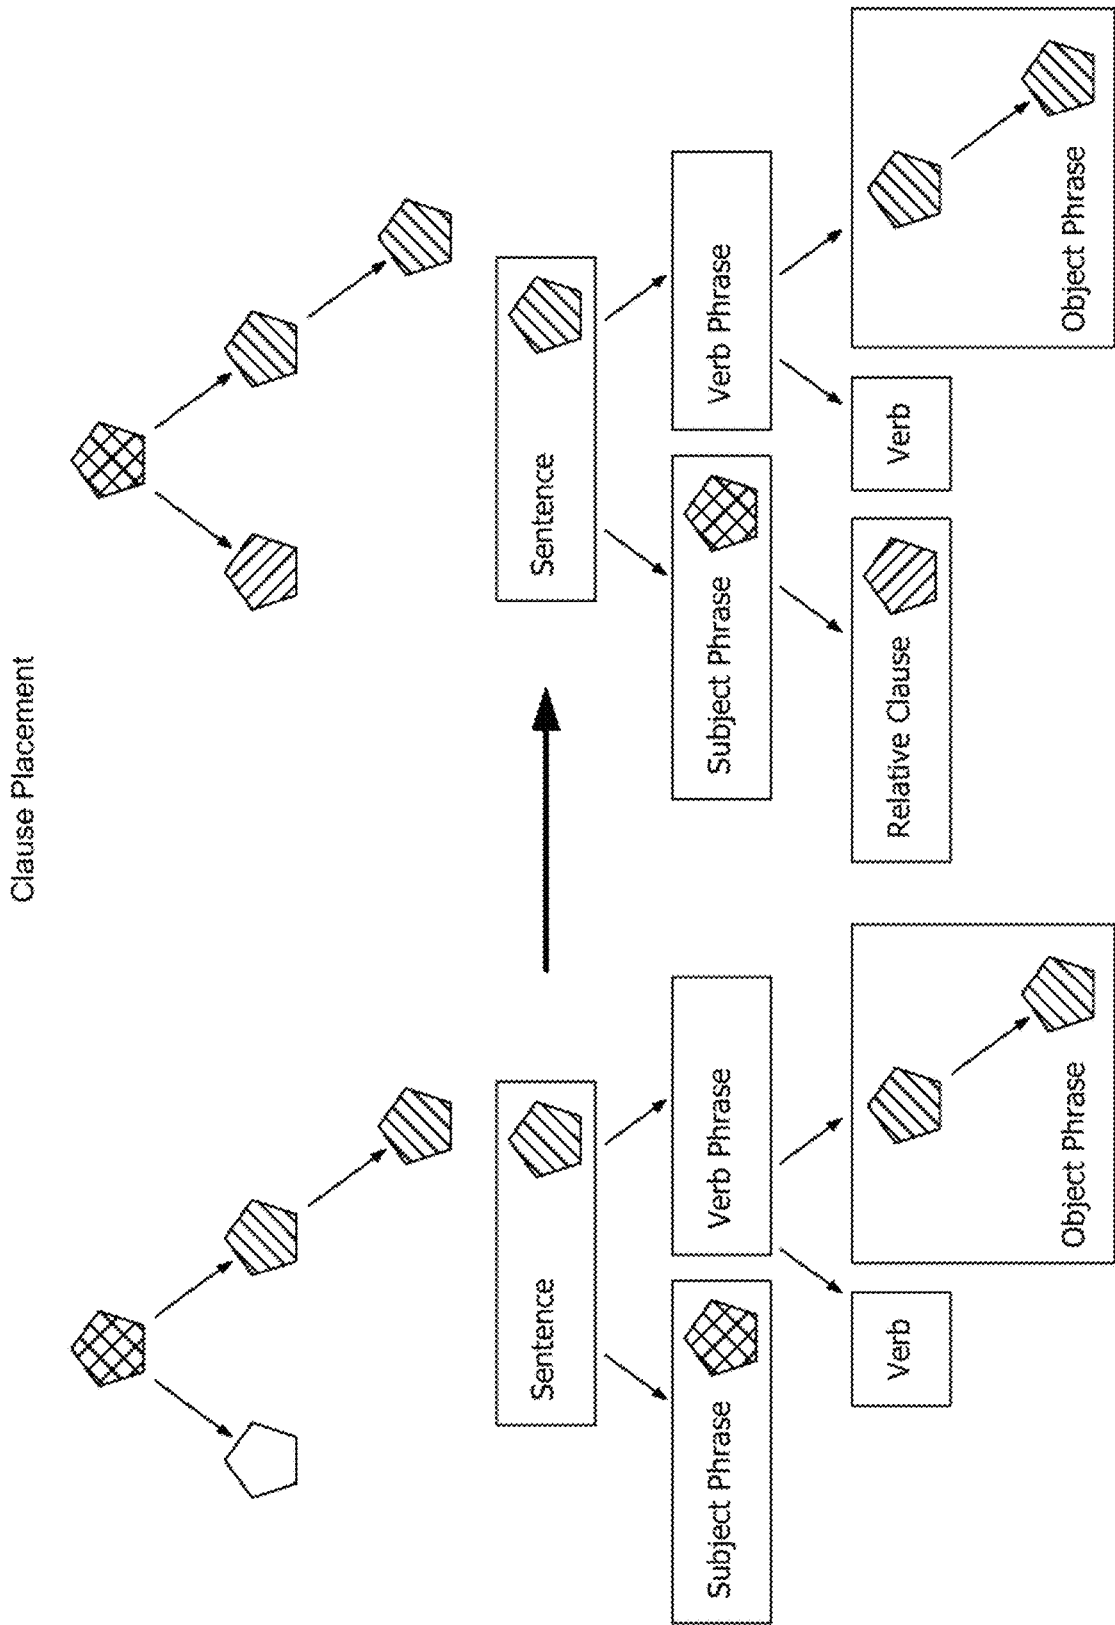 Clause Placement
Sentence
Subject Phrase
Verb Phrase
Verb
Object Phrase
Sentence
Subject Phrase
Verb Phrase
Relative Clause
Verb
Object Phrase